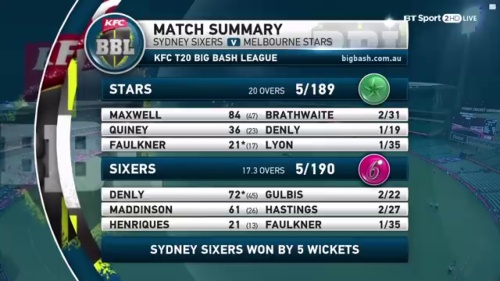 BT Sport 2HD LIVE
KFC
BBL
MATCH SUMMARY
SYDNEY SIXERS V MELBOURNE STARS
KFC T20 BIG BASH LEAGUE bigbash.com.au
STARS 20 OVERS 5/189
MAXWELL 84 (47) BRATHWAITE 2/31
QUINEY 36 (23) DENLY 1/19
FAULKNER 21* (17) LYON 1/35
SIXERS 17.3 OVERS 5/190
DENLY 72* (45) GULBIS 2/22
MADDINSON 61 (26) HASTINGS 2/27
HENRIQUES 21 (13) FAULKNER 1/35
SYDNEY SIXERS WON BY 5 WICKETS